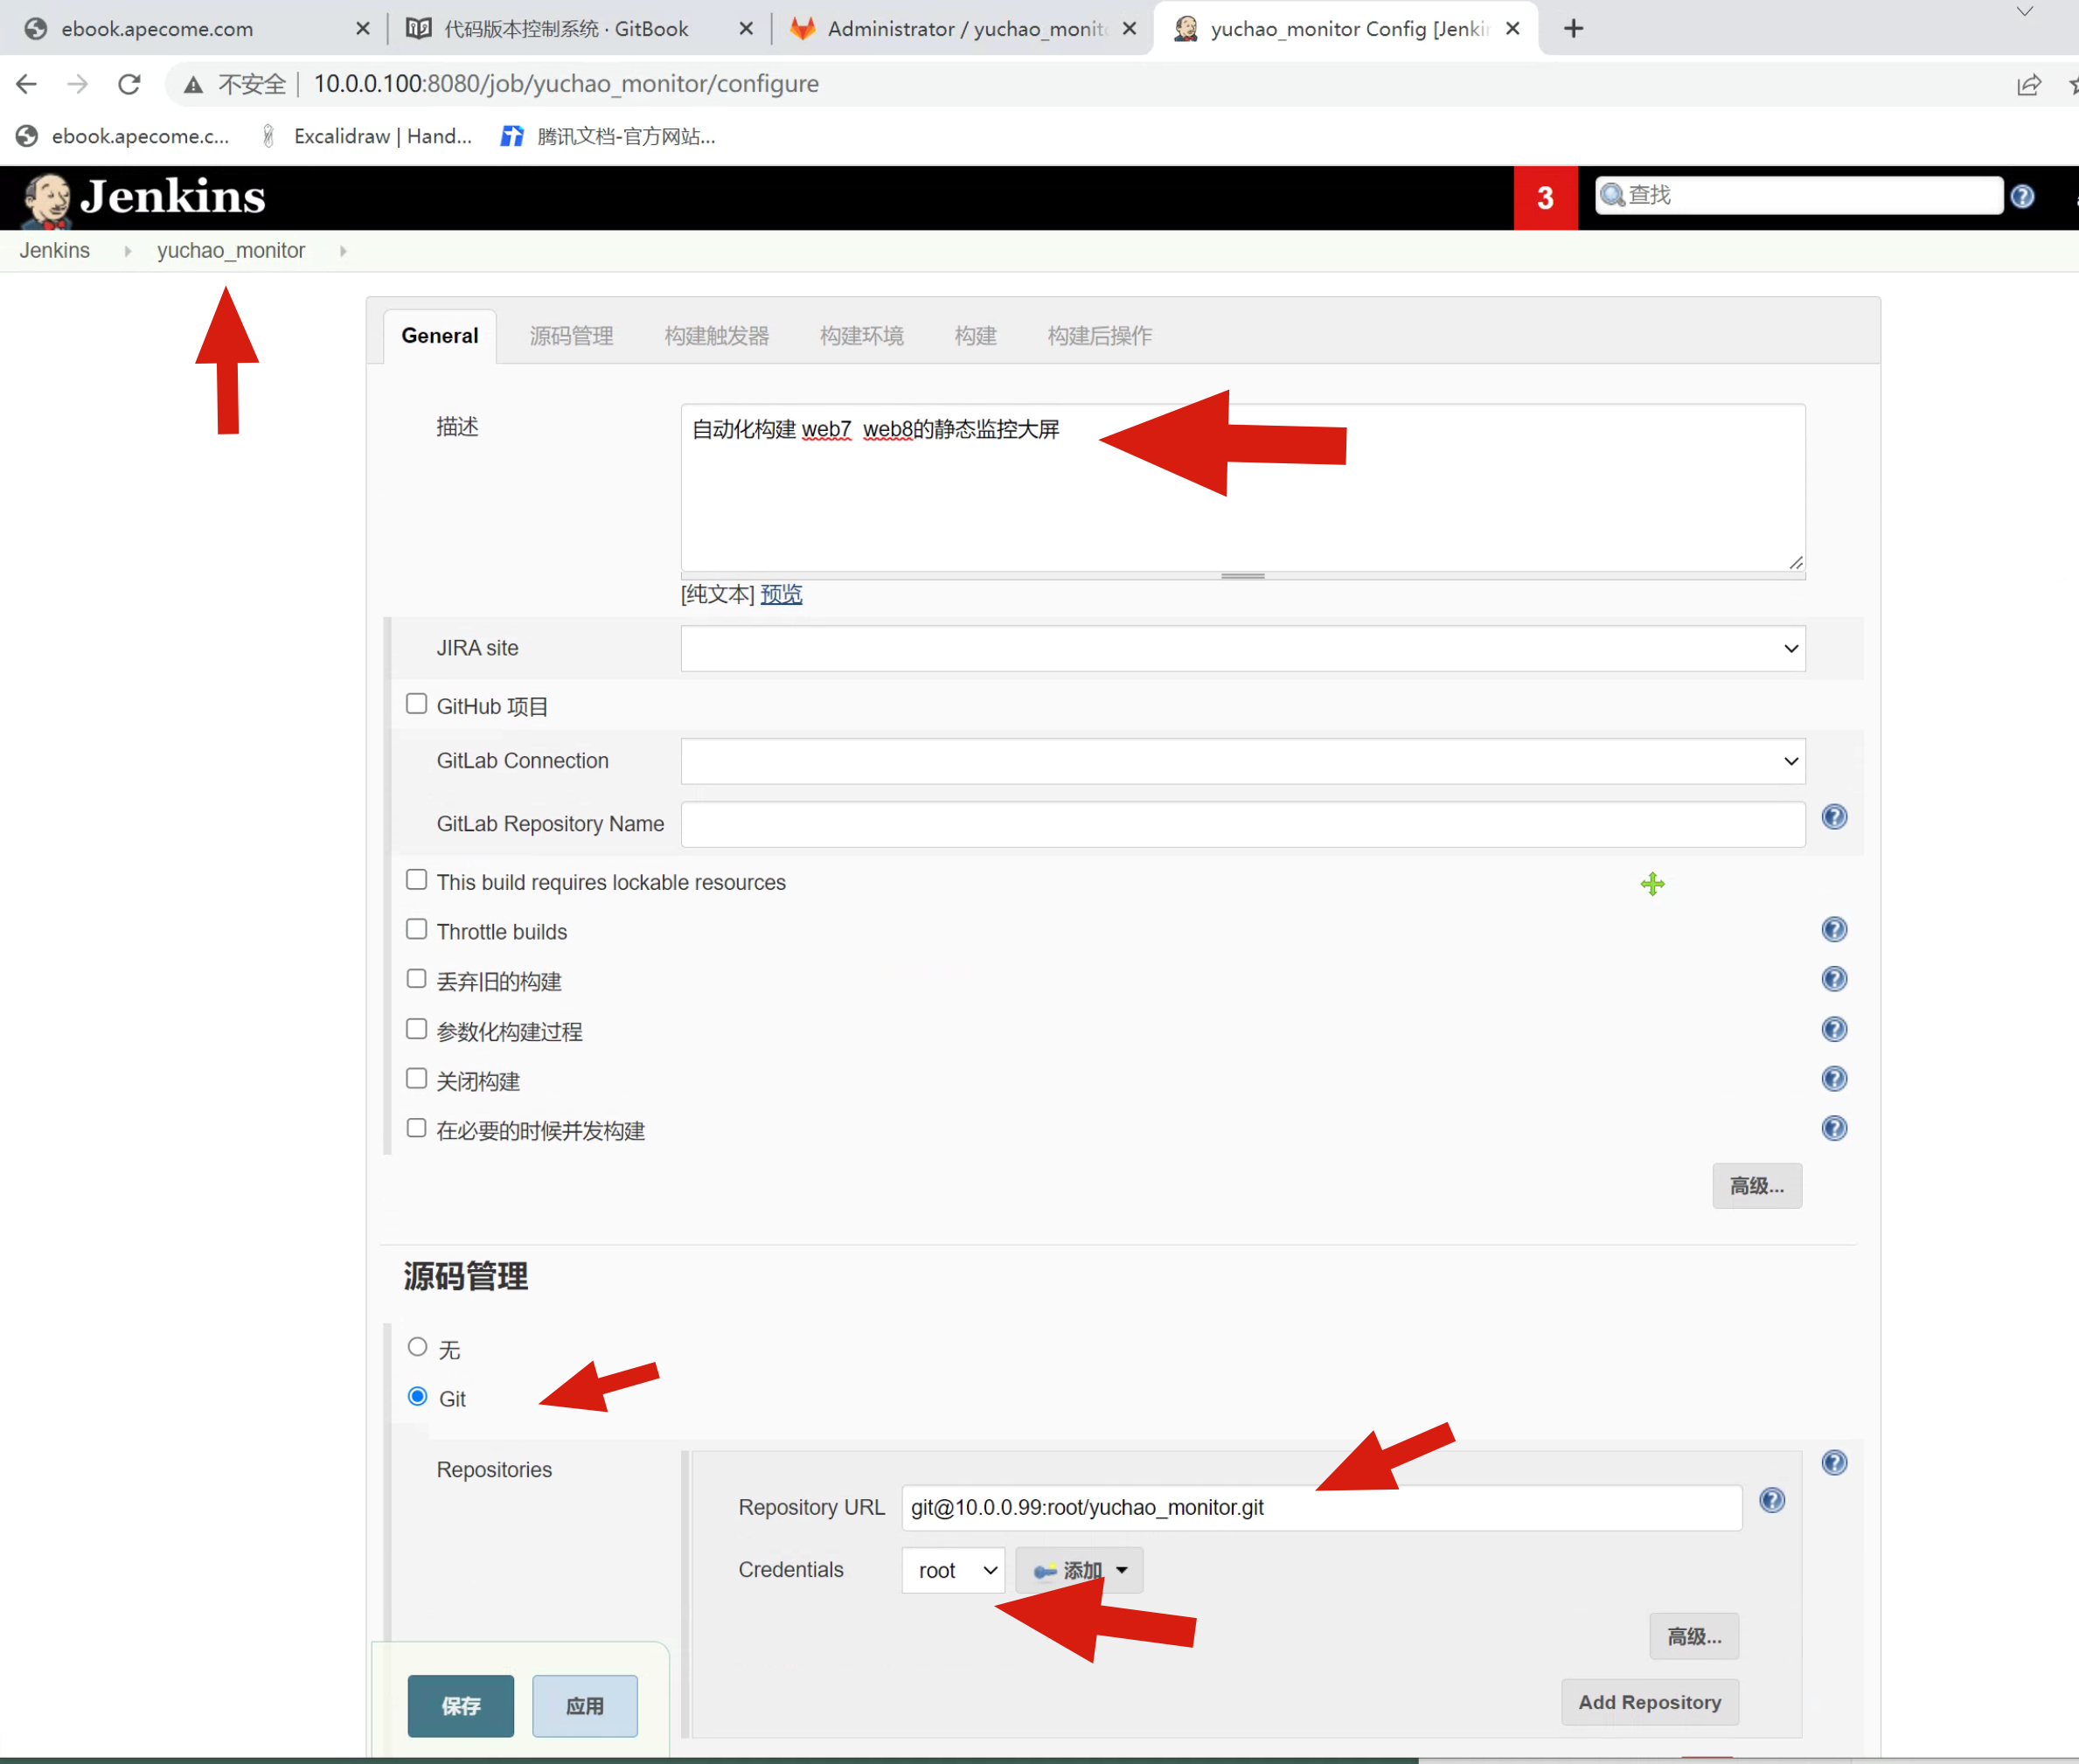 ebook.apecome.com
代码版本控制系统 · GitBook
Administrator / yuchao_monito
yuchao_monitor Config [Jenki
不安全
10.0.0.100:8080/job/yuchao_monitor/configure
ebook.apecome.c...
Excalidraw | Hand...
腾讯文档-官方网站...
Jenkins
3
查找
Jenkins
yuchao_monitor
General
源码管理
构建触发器
构建环境
构建
构建后操作
描述
自动化构建 web7 web8的静态监控大屏
[纯文本] 预览
JIRA site
GitHub 项目
GitLab Connection
GitLab Repository Name
This build requires lockable resources
Throttle builds
丢弃旧的构建
参数化构建过程
关闭构建
在必要的时候并发构建
高级...
源码管理
无
Git
Repositories
Repository URL
git@10.0.0.99:root/yuchao_monitor.git
Credentials
root
添加
高级...
Add Repository
保存
应用